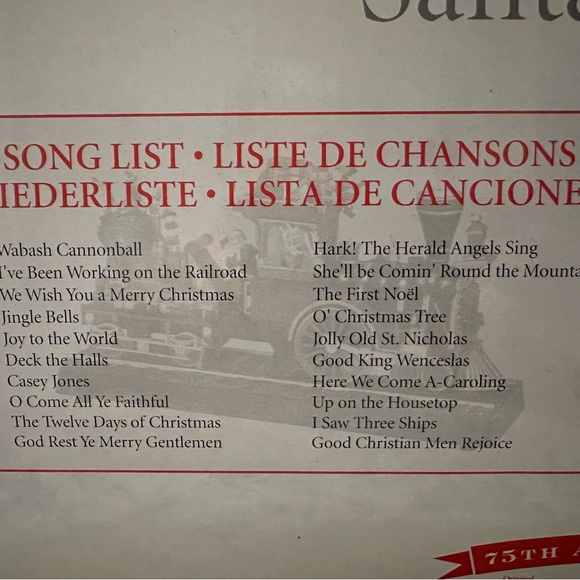 Santa
SONG LIST • LISTE DE CHANSONS
IEDERLISTE • LISTA DE CANCIONE
Wabash Cannonball
I've Been Working on the Railroad
We Wish You a Merry Christmas
Jingle Bells
Joy to the World
Deck the Halls
Casey Jones
O Come All Ye Faithful
The Twelve Days of Christmas
God Rest Ye Merry Gentlemen
Hark! The Herald Angels Sing
She'll be Comin' Round the Mounta
The First Noël
O' Christmas Tree
Jolly Old St. Nicholas
Good King Wenceslas
Here We Come A-Caroling
Up on the Housetop
I Saw Three Ships
Good Christian Men Rejoice
75TH A